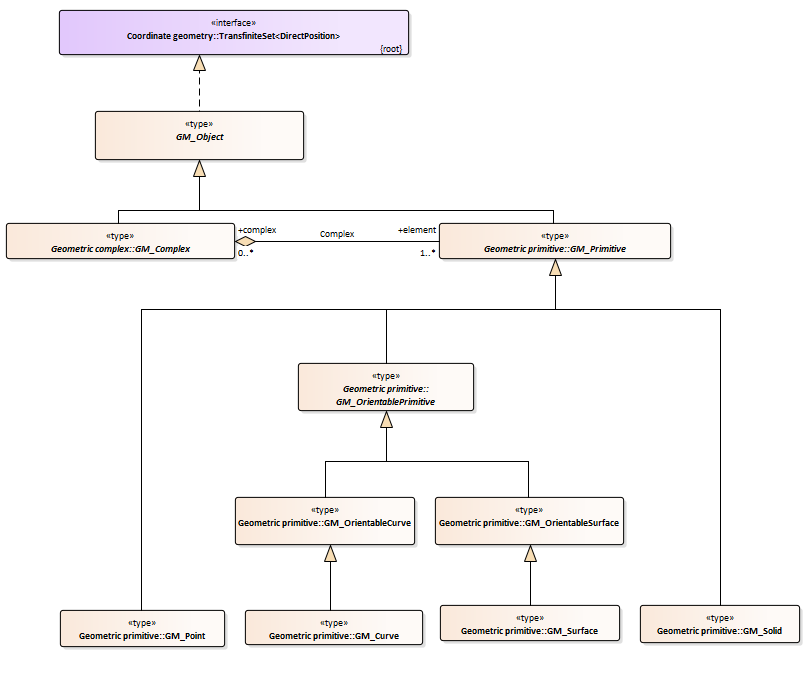 «interface»
Coordinate geometry::TransfiniteSet<DirectPosition>
{root}
«type»
GM_Object
«type»
Geometric complex::GM_Complex
+complex
Complex
+element
0..*
1..*
«type»
Geometric primitive::GM_Primitive
«type»
Geometric primitive::
GM_OrientablePrimitive
«type»
Geometric primitive::GM_OrientableCurve
«type»
Geometric primitive::GM_OrientableSurface
«type»
Geometric primitive::GM_Point
«type»
Geometric primitive::GM_Curve
«type»
Geometric primitive::GM_Surface
«type»
Geometric primitive::GM_Solid